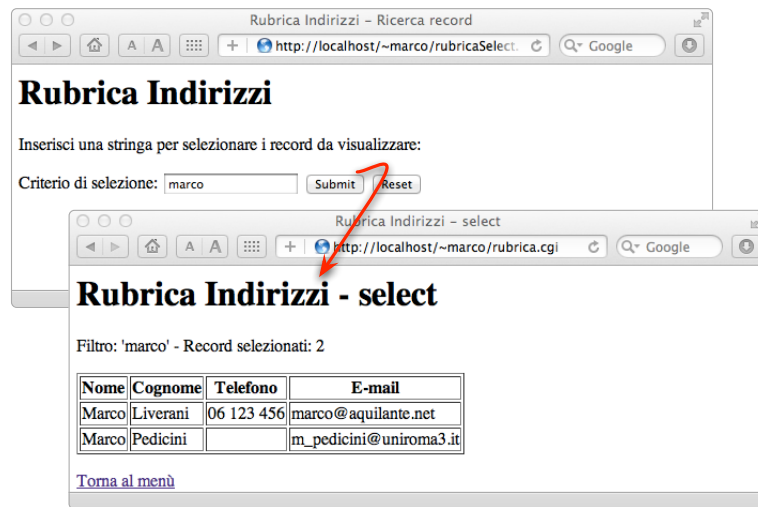 Rubrica Indirizzi – Ricerca record
A A
+ http://localhost/~marco/rubricaSelect.
Google
Rubrica Indirizzi
Inserisci una stringa per selezionare i record da visualizzare:
Criterio di selezione: marco Submit Reset
Rubrica Indirizzi – select
A A
+ http://localhost/~marco/rubrica.cgi
Google
Rubrica Indirizzi - select
Filtro: 'marco' - Record selezionati: 2
Nome Cognome Telefono E-mail
Marco Liverani 06 123 456 marco@aquilante.net
Marco Pedicini m_pedicini@uniroma3.it
Torna al menù